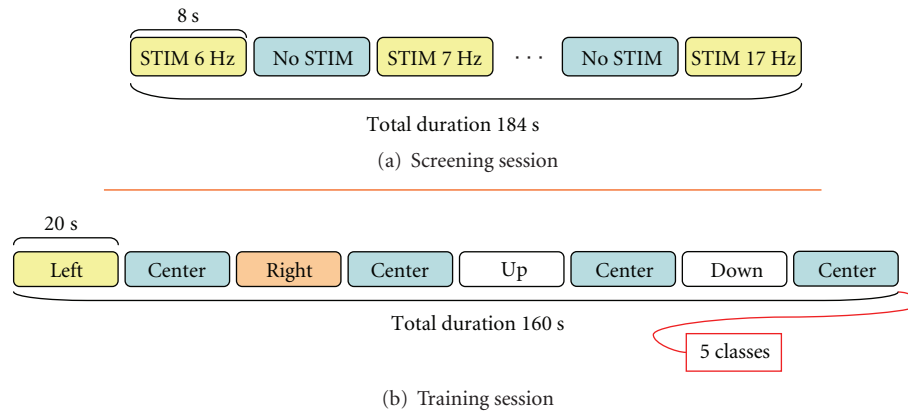 8 s
STIM 6 Hz No STIM STIM 7 Hz · · · No STIM STIM 17 Hz
Total duration 184 s
(a) Screening session
20 s
Left Center Right Center Up Center Down Center
Total duration 160 s
5 classes
(b) Training session